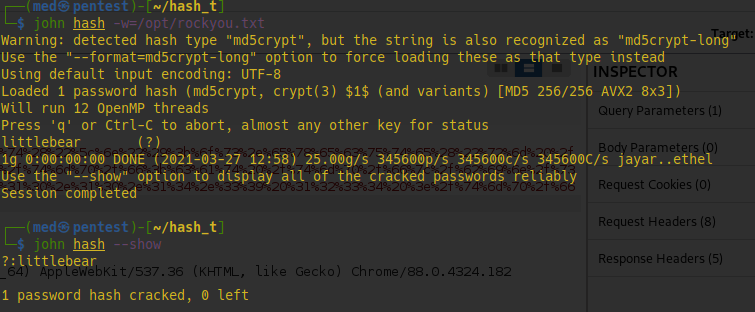 ┌──(med㉿pentest)-[~/hash_t]
└─$ john hash -w=/opt/rockyou.txt
Warning: detected hash type "md5crypt", but the string is also recognized as "md5crypt-long"
Use the "--format=md5crypt-long" option to force loading these as that type instead
Using default input encoding: UTF-8
Loaded 1 password hash (md5crypt, crypt(3) $1$ (and variants) [MD5 256/256 AVX2 8x3])
Will run 12 OpenMP threads
Press 'q' or Ctrl-C to abort, almost any other key for status
littlebear       (?)
1g 0:00:00:00 DONE (2021-03-27 12:58) 25.00g/s 345600p/s 345600c/s 345600C/s jayar..ethel
Use the "--show" option to display all of the cracked passwords reliably
Session completed
┌──(med㉿pentest)-[~/hash_t]
└─$ john hash --show
?:littlebear
_64) AppleWebKit/537.36 (KHTML, like Gecko) Chrome/88.0.4324.182
1 password hash cracked, 0 left
Target:
INSPECTOR
Query Parameters (1)
Body Parameters (0)
Request Cookies (0)
Request Headers (8)
Response Headers (5)